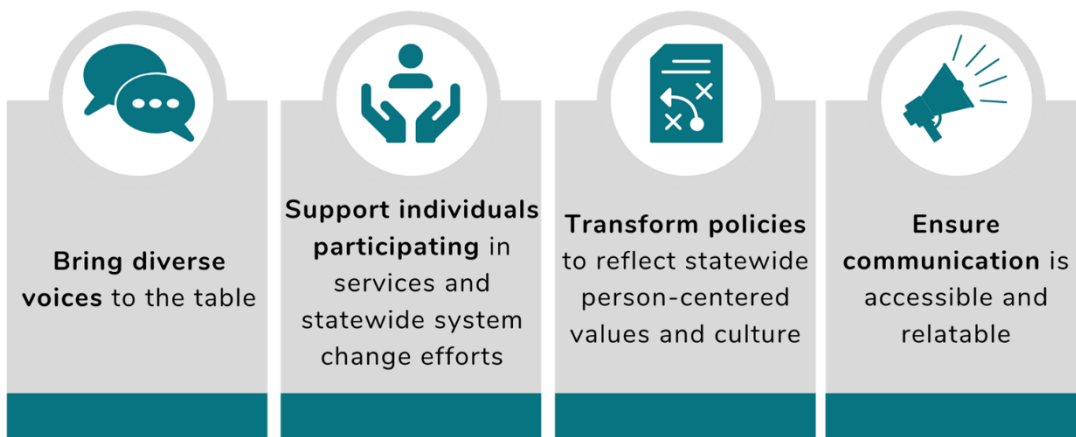 Bring diverse
voices to the table
Support individuals
participating in
services and
statewide system
change efforts
Transform policies
to reflect statewide
person-centered
values and culture
Ensure
communication is
accessible and
relatable